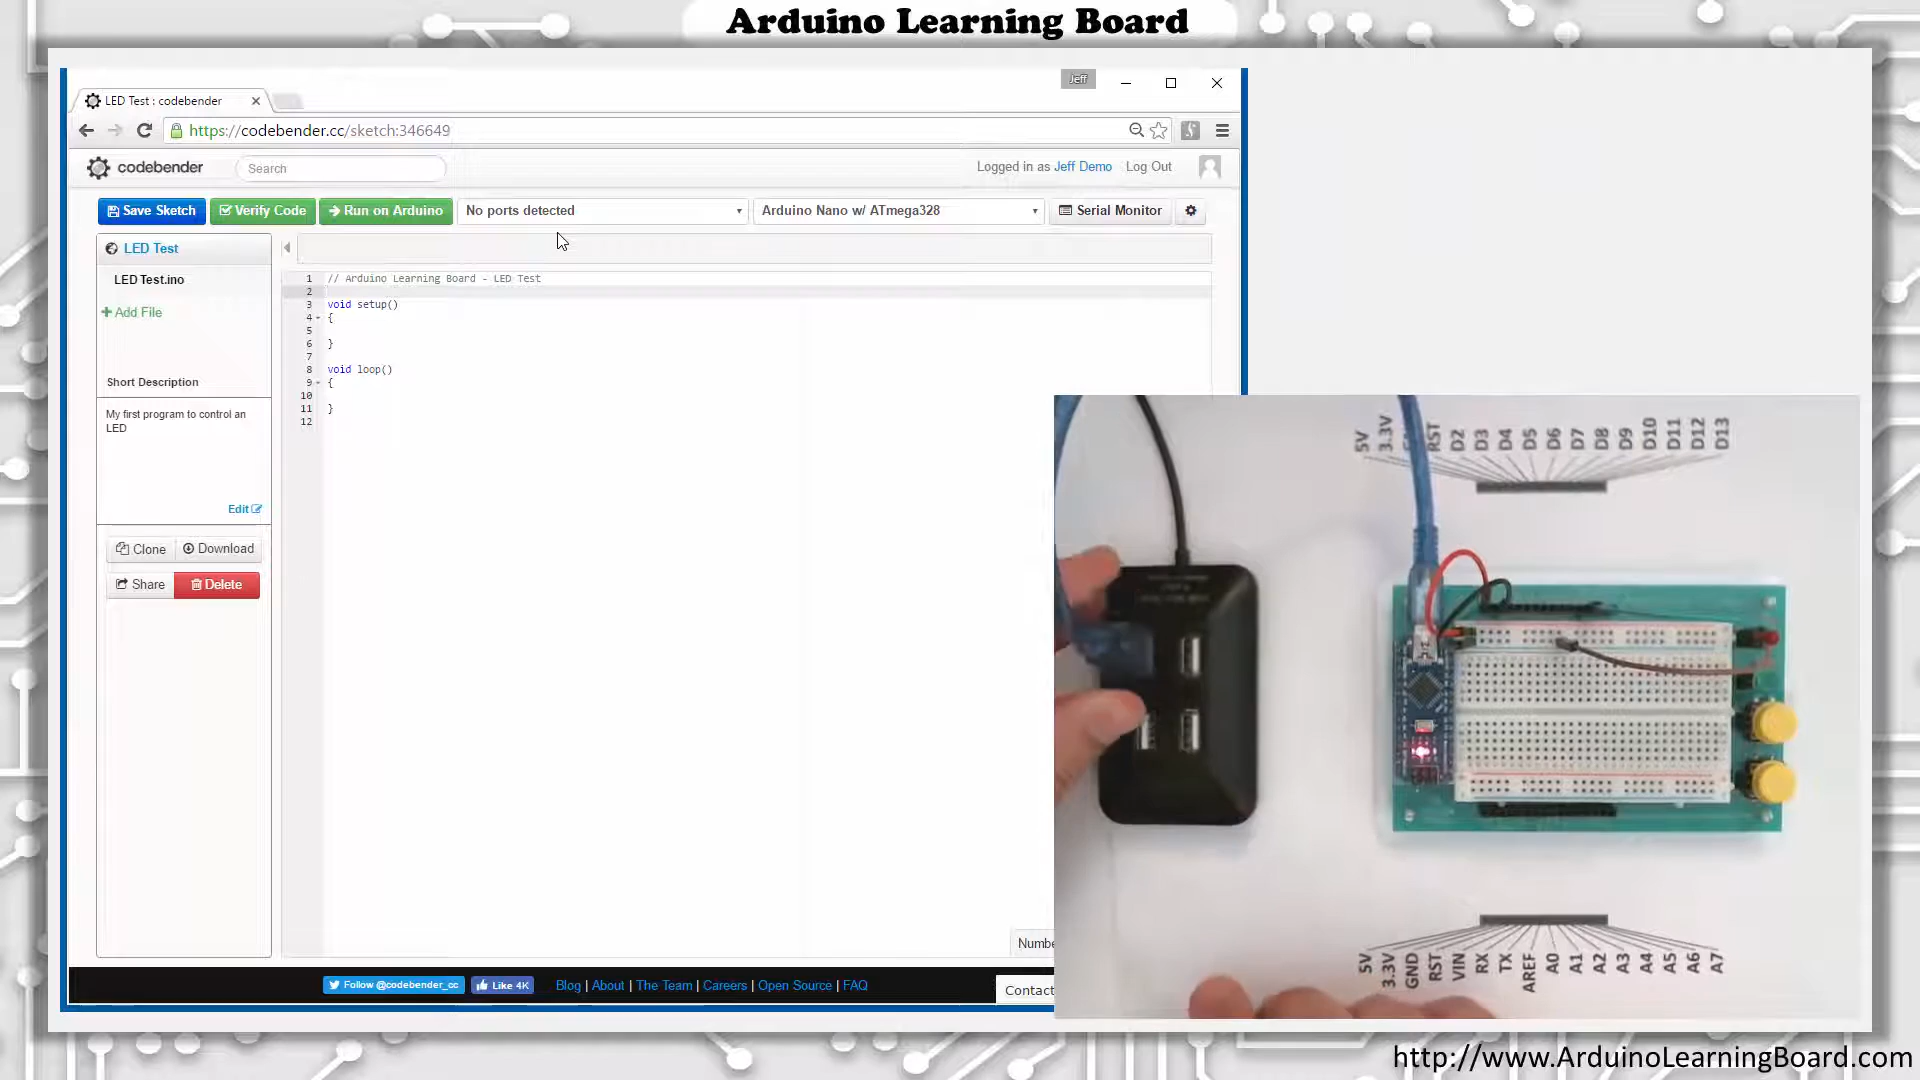 Arduino Learning Board
Jeff
LED Test : codebender
https://codebender.cc/sketch:346649
codebender
Search
Logged in as Jeff Demo
Log Out
Save Sketch
Verify Code
Run on Arduino
No ports detected
Arduino Nano w/ ATmega328
Serial Monitor
LED Test
LED Test.ino
Add File
Short Description
My first program to control an
LED
Edit
Clone
Download
Share
Delete
1 // Arduino Learning Board - LED Test
2
3 void setup()
4 {
5
6 }
7
8 void loop()
9 {
10
11 }
12
5V 3.3V RST D2 D3 D4 D5 D6 D7 D8 D9 D10 D11 D12 D13
5V 3.3V GND RST VIN RX TX AREF A0 A1 A2 A3 A4 A5 A6 A7
Numbe
Follow @codebender_cc
Like 4K
Blog | About | The Team | Careers | Open Source | FAQ
Contact
http://www.ArduinoLearningBoard.com